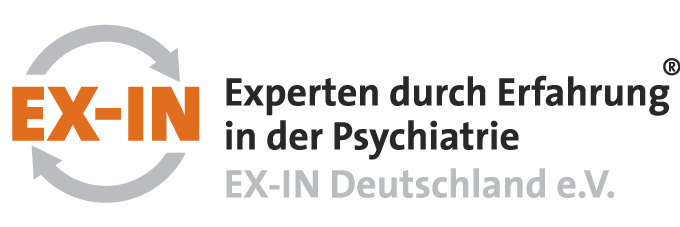 EX-IN
Experten durch Erfahrung®
in der Psychiatrie
EX-IN Deutschland e.V.